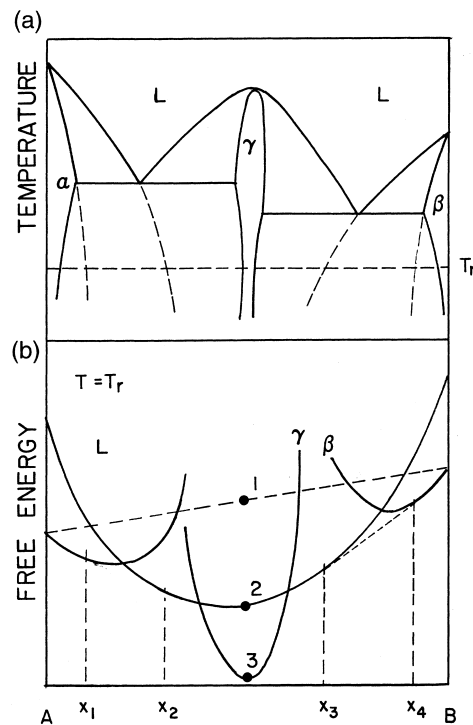 (a)
TEMPERATURE
L
L
γ
α
β
Tr
(b)
T = Tr
L
γ
β
1
FREE ENERGY
2
3
A
x1
x2
x3
x4
B